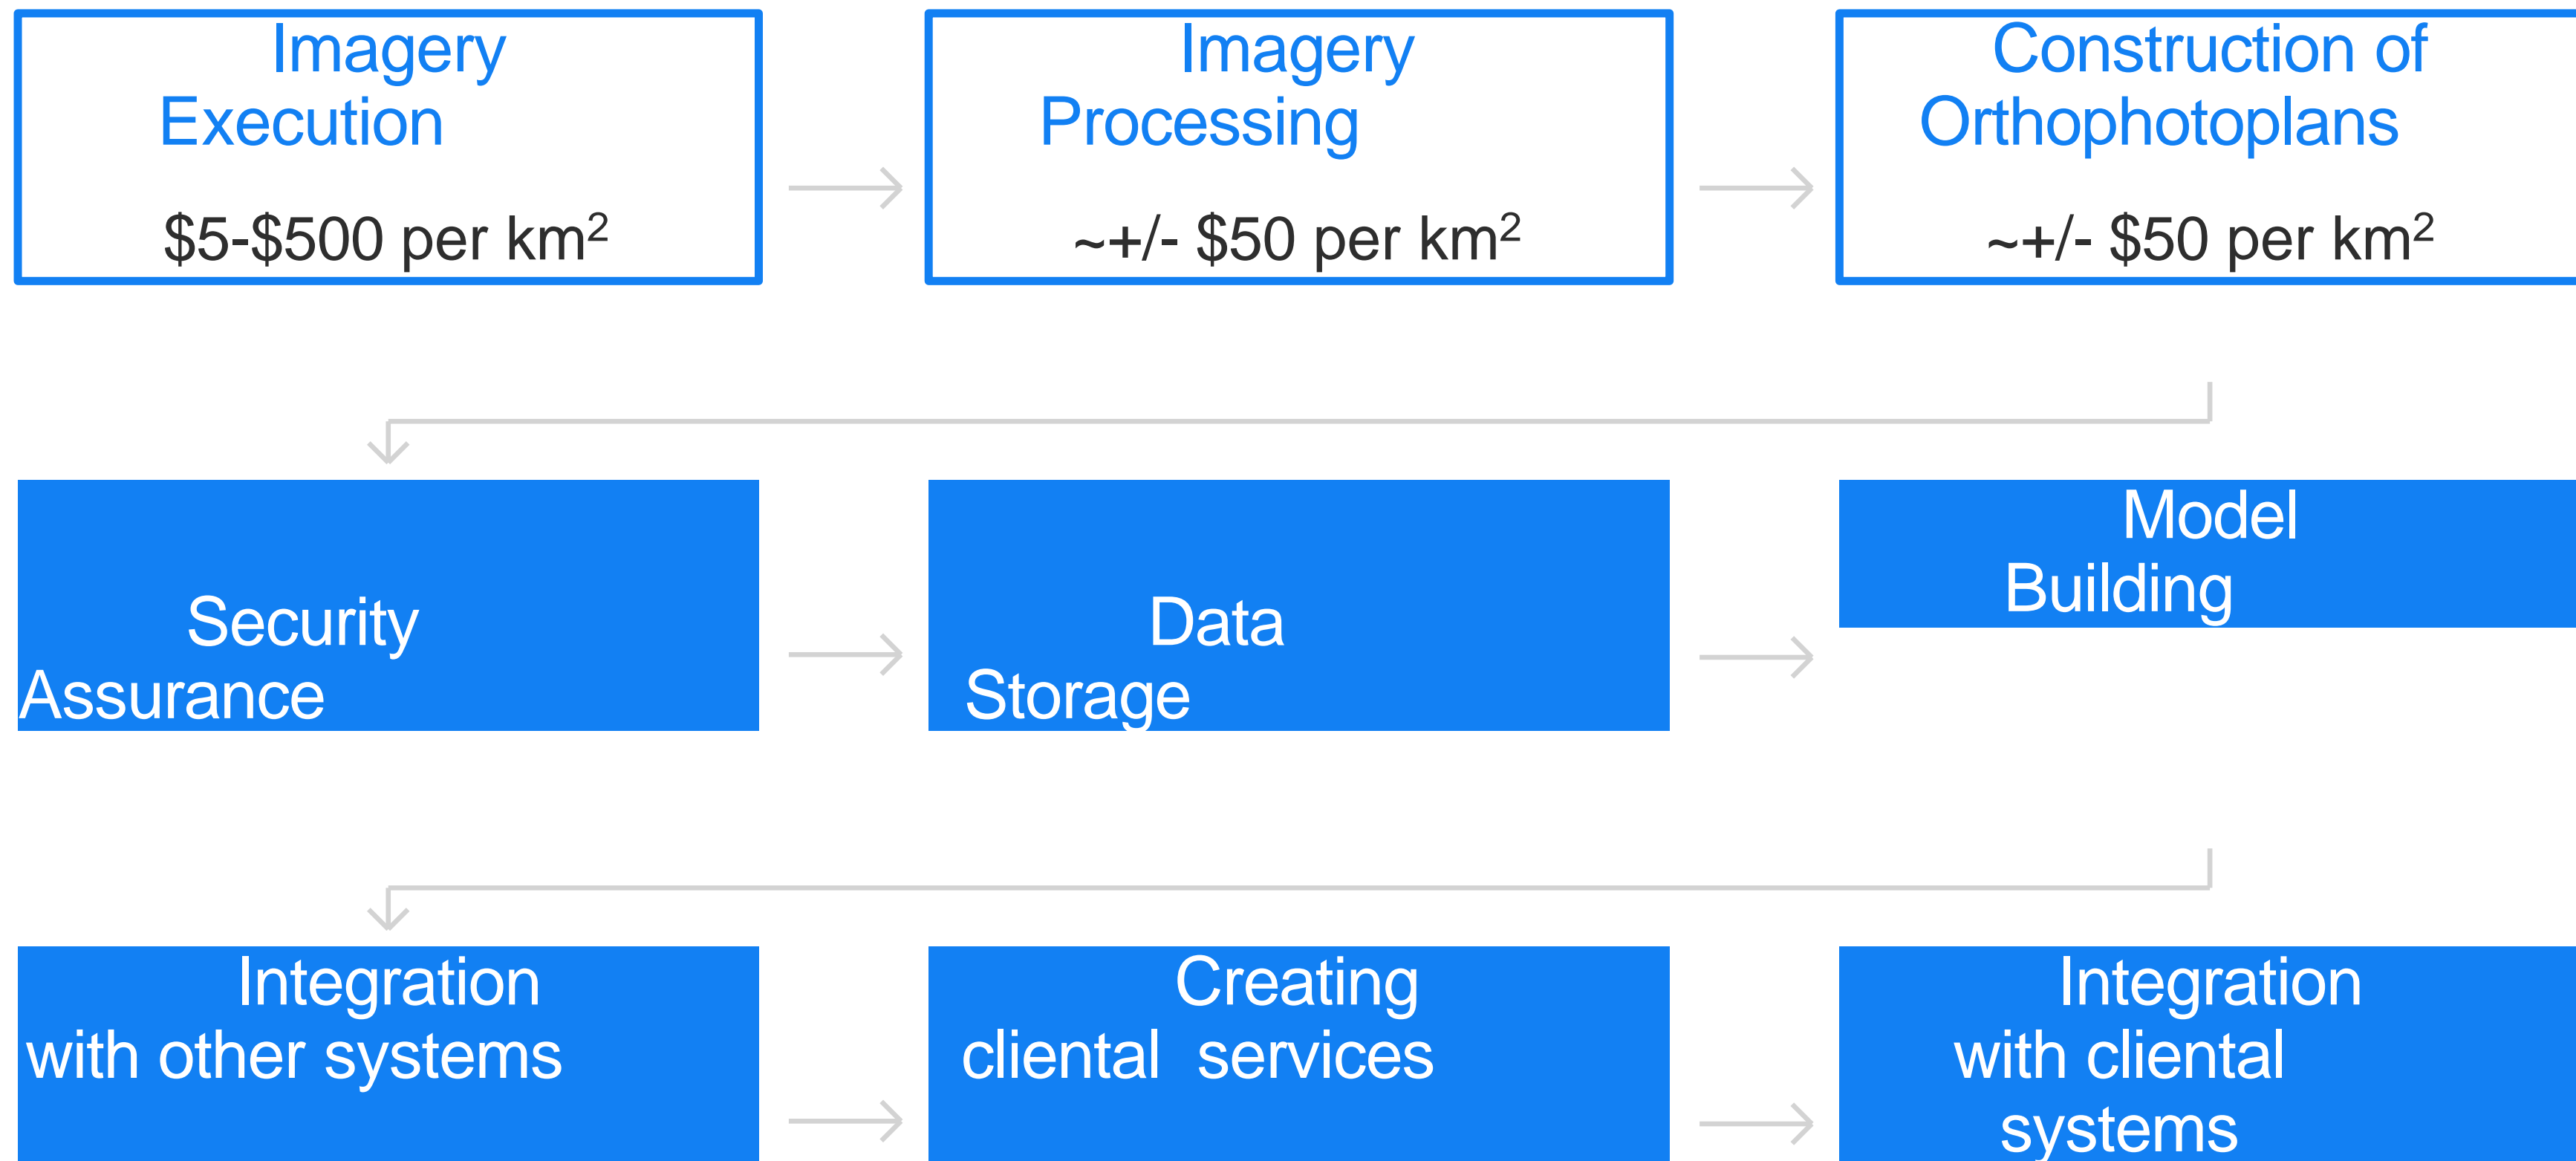 Imagery
Execution
$5-$500 per km²
Imagery
Processing
~+/- $50 per km²
Construction of
Orthophotoplans
~+/- $50 per km²
Security
Assurance
Data
Storage
Model
Building
Integration
with other systems
Creating
cliental services
Integration
with cliental
systems